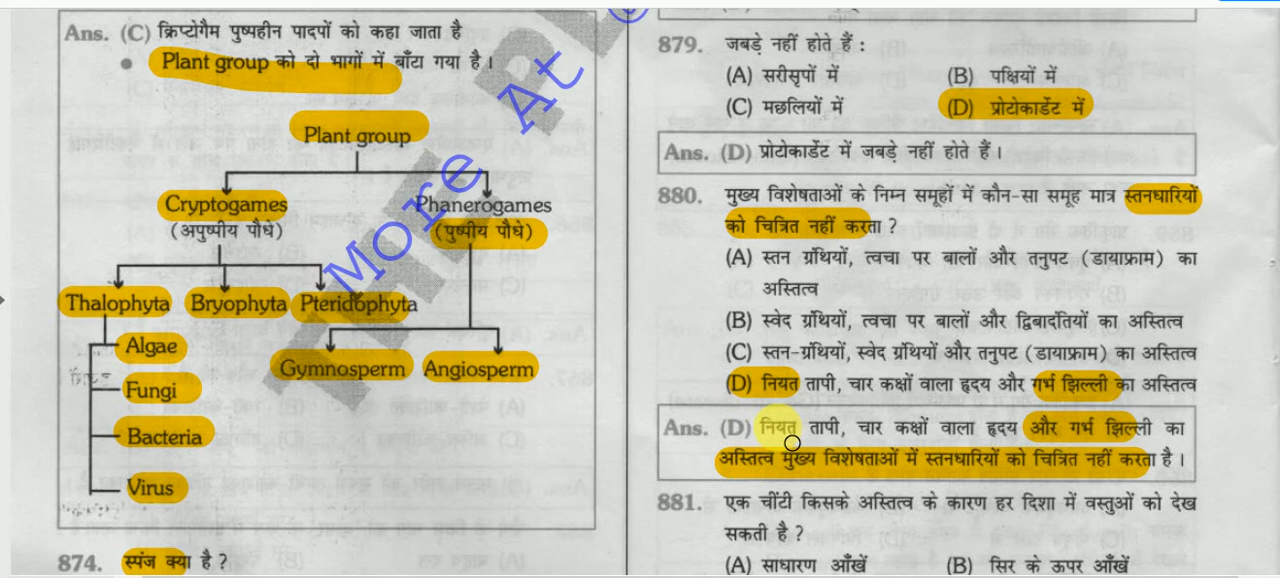 Ans. (C) क्रिप्टोगैम पुष्पहीन पादपों को कहा जाता है
● Plant group को दो भागों में बाँटा गया है।
Plant group
Cryptogames
Phanerogames
(अपुष्पीय पौधे)
(पुष्पीय पौधे)
Thalophyta
Bryophyta
Pteridophyta
Algae
Fungi
Bacteria
Virus
Gymnosperm
Angiosperm
874. स्पंज क्या है ?
More At
879. जबड़े नहीं होते हैं :
(A) सरीसृपों में
(B) पक्षियों में
(C) मछलियों में
(D) प्रोटोकार्डेट में
Ans. (D) प्रोटोकार्डेट में जबड़े नहीं होते हैं।
880. मुख्य विशेषताओं के निम्न समूहों में कौन-सा समूह मात्र स्तनधारियों
को चित्रित नहीं करता ?
(A) स्तन ग्रंथियों, त्वचा पर बालों और तनुपट (डायाफ्राम) का
अस्तित्व
(B) स्वेद ग्रंथियों, त्वचा पर बालों और द्विबादंतियों का अस्तित्व
(C) स्तन-ग्रंथियों, स्वेद ग्रंथियों और तनुपट (डायाफ्राम) का अस्तित्व
(D) नियत तापी, चार कक्षों वाला हृदय और गर्भ झिल्ली का अस्तित्व
Ans. (D) नियत तापी, चार कक्षों वाला हृदय और गर्भ झिल्ली का
अस्तित्व मुख्य विशेषताओं में स्तनधारियों को चित्रित नहीं करता है।
881. एक चींटी किसके अस्तित्व के कारण हर दिशा में वस्तुओं को देख
सकती है ?
(A) साधारण आँखें
(B) सिर के ऊपर आँखें